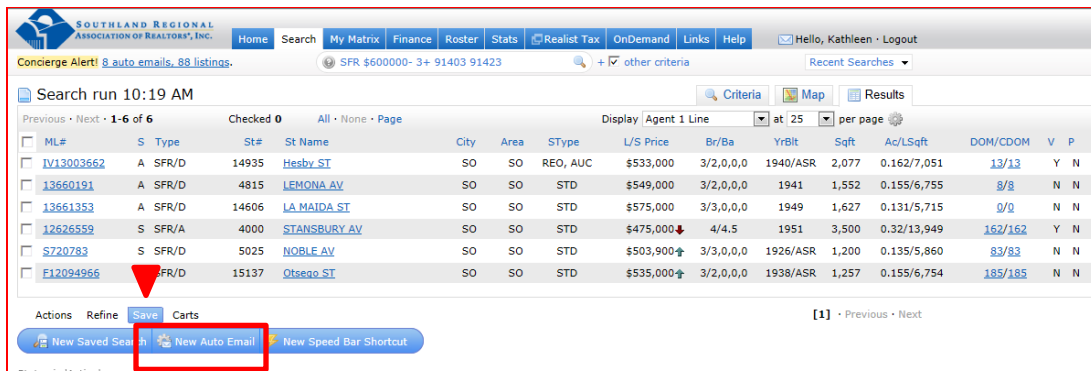 SOUTHLAND REGIONAL
ASSOCIATION OF REALTORS®, INC.
Home Search My Matrix Finance Roster Stats Realist Tax OnDemand Links Help Hello, Kathleen · Logout
Concierge Alert! 8 auto emails, 88 listings. SFR $600000- 3+ 91403 91423 + other criteria Recent Searches
Search run 10:19 AM Criteria Map Results
Previous · Next · 1-6 of 6 Checked 0 All · None · Page Display Agent 1 Line at 25 per page
ML# S Type St# St Name City Area SType L/S Price Br/Ba YrBlt Sqft Ac/LSqft DOM/CDOM V P
IV13003662 A SFR/D 14935 Hesby ST SO SO REO, AUC $533,000 3/2,0,0,0 1940/ASR 2,077 0.162/7,051 13/13 Y N
13660191 A SFR/D 4815 LEMONA AV SO SO STD $549,000 3/2,0,0,0 1941 1,552 0.155/6,755 8/8 N N
13661353 A SFR/D 14606 LA MAIDA ST SO SO STD $575,000 3/3,0,0,0 1949 1,627 0.131/5,715 0/0 N N
12626559 S SFR/A 4000 STANSBURY AV SO SO STD $475,000 4/4.5 1951 3,500 0.32/13,949 162/162 Y N
S720783 S SFR/D 5025 NOBLE AV SO SO STD $503,900 3/3,0,0,0 1926/ASR 1,200 0.135/5,860 83/83 N N
F12094966 SFR/D 15137 Otsego ST SO SO STD $535,000 3/2,0,0,0 1938/ASR 1,257 0.155/6,754 185/185 N N
Actions Refine Save Carts [1] · Previous · Next
New Saved Search New Auto Email New Speed Bar Shortcut